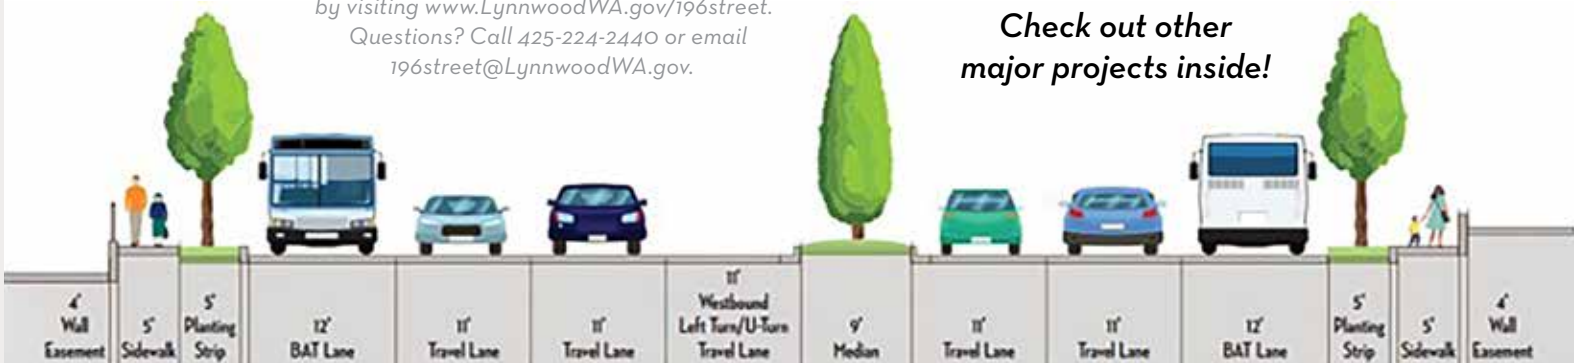 by visiting www.LynnwoodWA.gov/196street.
Questions? Call 425-224-2440 or email
196street@LynnwoodWA.gov.
Check out other
major projects inside!
4'
Wall
Easement
5'
Sidewalk
5'
Planting
Strip
12'
BAT Lane
11'
Travel Lane
11'
Travel Lane
11'
Westbound
Left Turn/U-Turn
Travel Lane
9'
Median
11'
Travel Lane
11'
Travel Lane
12'
BAT Lane
5'
Planting
Strip
5'
Sidewalk
4'
Wall
Easement